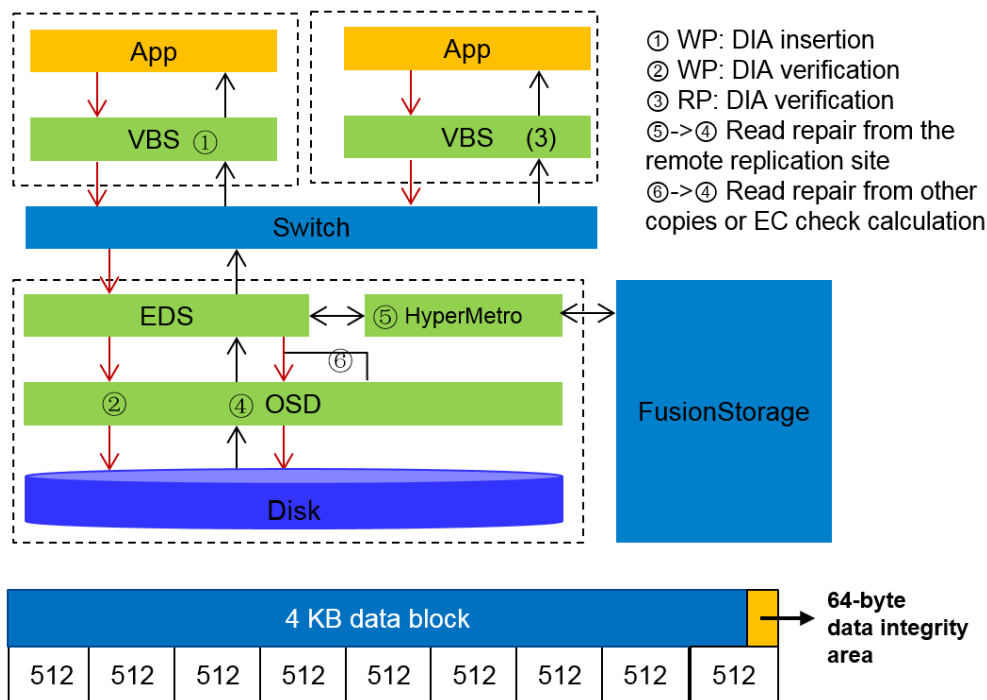 App
App
① WP: DIA insertion
② WP: DIA verification
③ RP: DIA verification
⑤->④ Read repair from the
remote replication site
⑥->④ Read repair from other
copies or EC check calculation
VBS ①
VBS (3)
Switch
EDS
⑤ HyperMetro
⑥
②
④ OSD
FusionStorage
Disk
4 KB data block
64-byte
data integrity
area
512 512 512 512 512 512 512 512 512